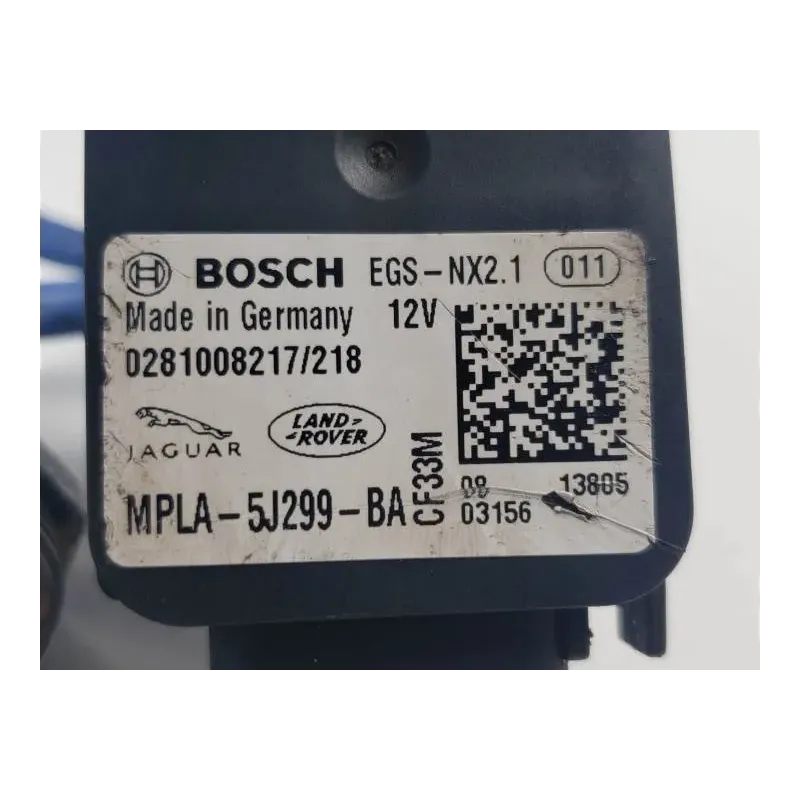 BOSCH EGS-NX2.1 011
Made in Germany 12V
0281008217/218
JAGUAR
LAND-
-ROVER
MPLA-5J299-BA
CF33M
08 13805
03156